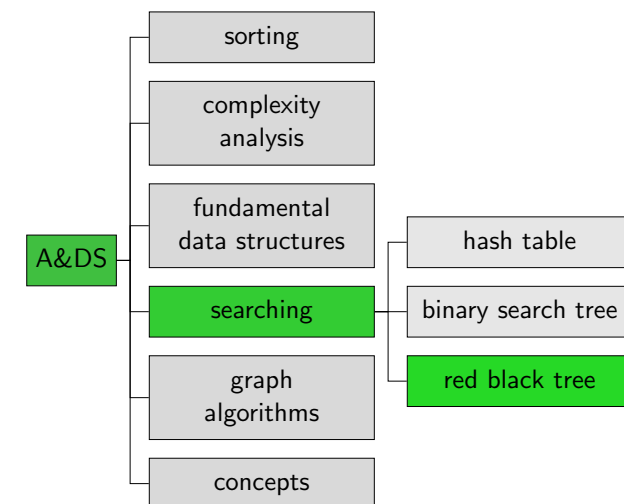 sorting
complexity
analysis
fundamental
data structures
A&DS
hash table
searching
binary search tree
red black tree
graph
algorithms
concepts